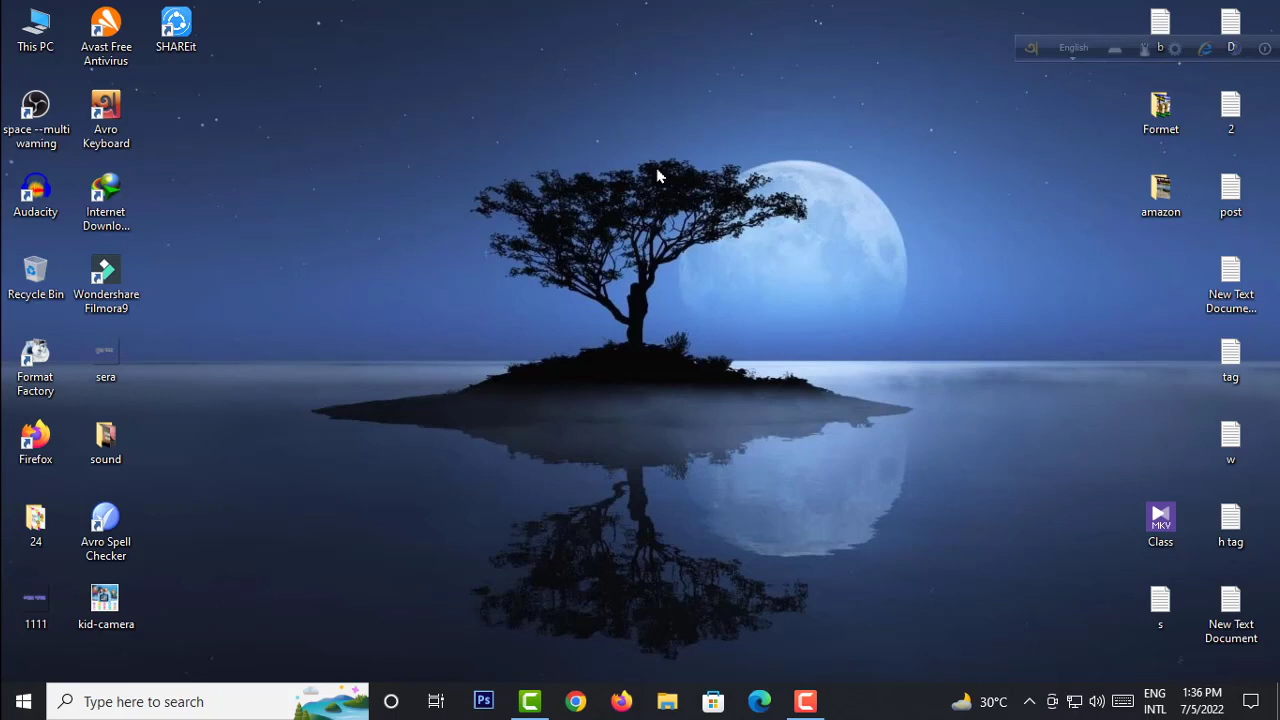 This PC
Avast Free
Antivirus
SHAREit
space --multi
warning
Avro
Keyboard
Audacity
Internet
Downlo...
Recycle Bin
Wondershare
Filmora9
Format
Factory
sera
Firefox
sound
24
Avro Spell
Checker
1111
kid-camera
English
b
D
Formet
2
amazon
post
New Text
Docume...
tag
w
MKY
Class
h tag
s
New Text
Document
Type here to search
Ps
30°C
ENG
INTL
1:36 PM
7/5/2022